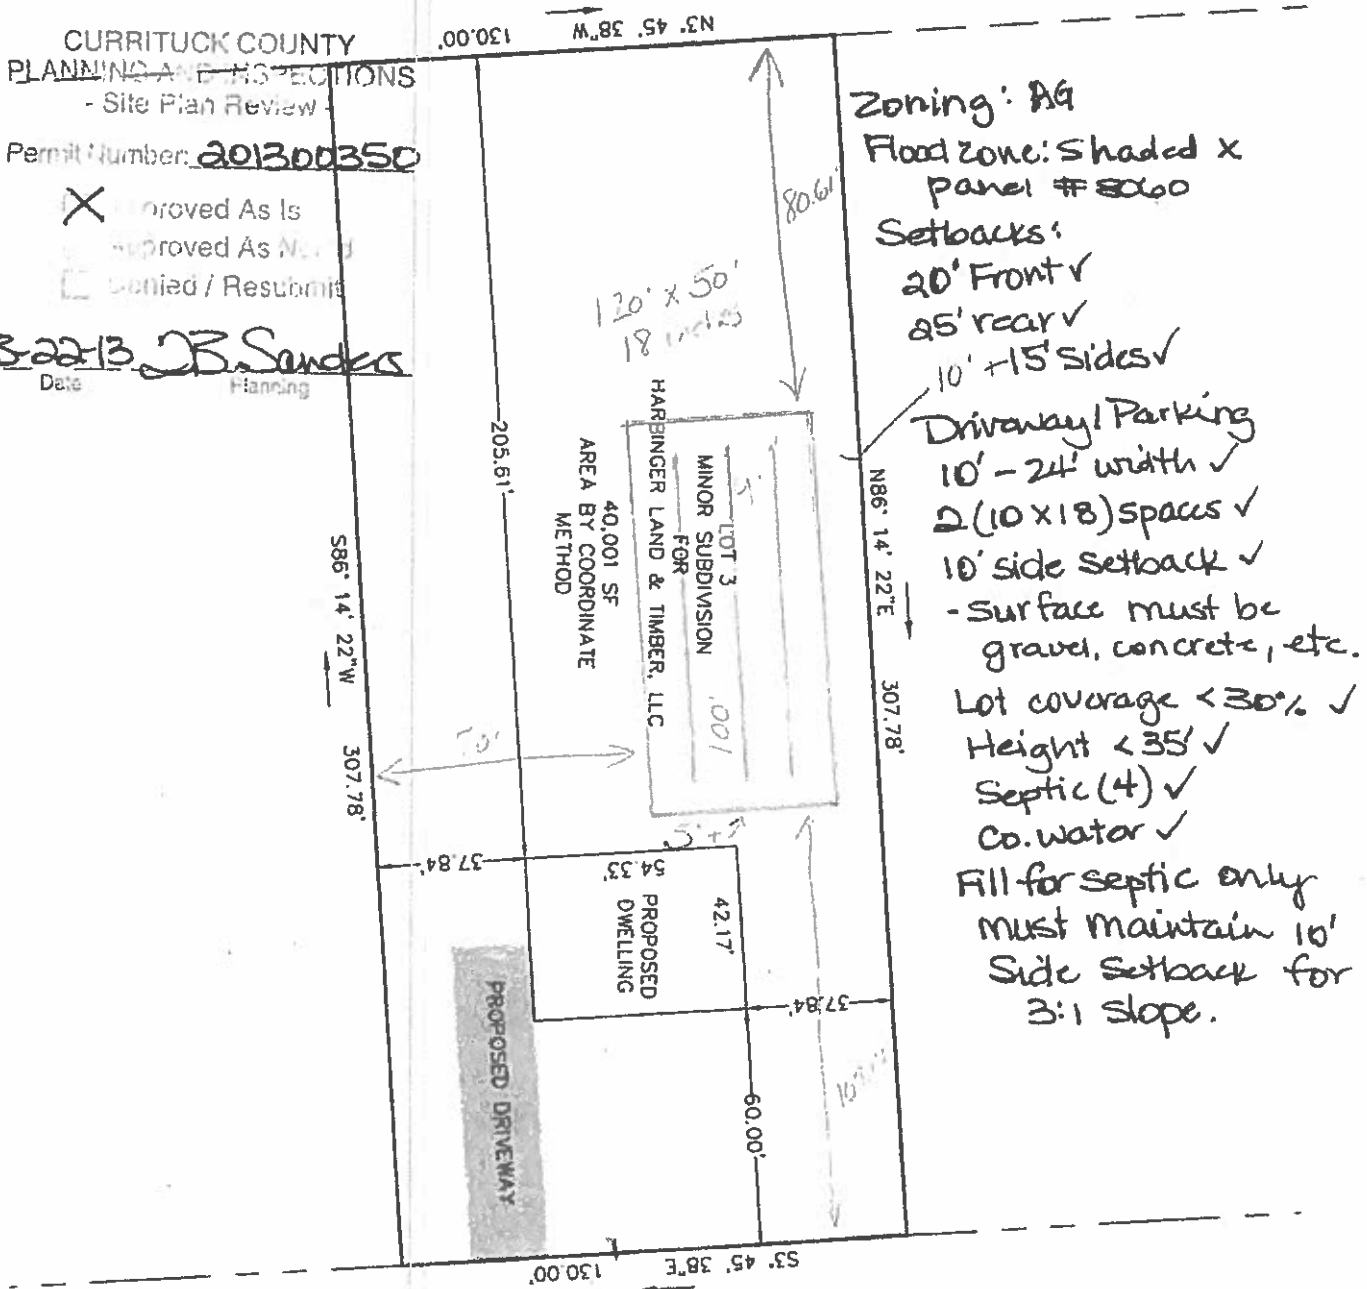 CURRITUCK COUNTY
PLANNING AND INSPECTIONS
- Site Plan Review -
Permit Number: 201300350
X proved As Is
proved As No d
nied / Resubmit
3-22-13 Sanders
Date Planning
130.00'
N3° 45' 38"W
80.61'
120' x 50'
18 inches
205.61'
HARBINGER LAND & TIMBER, LLC
FOR
MINOR SUBDIVISION
LOT 3
100'
5'
40,001 SF
AREA BY COORDINATE
METHOD
S86° 14' 22"W 307.78'
N86° 14' 22"E 307.78'
37.84'
54.33'
42.17'
PROPOSED
DWELLING
37.84'
60.00'
PROPOSED DRIVEWAY
130.00'
S3° 45' 38"E
Zoning: AG
Flood zone: Shaded X
panel # 8060
Setbacks:
20' Front ✓
25' rear ✓
10' + 15' Sides ✓
Driveway/Parking
10' - 24' width ✓
2 (10 x 18) spaces ✓
10' side setback ✓
- Surface must be
gravel, concrete, etc.
Lot coverage < 30% ✓
Height < 35' ✓
Septic (4) ✓
Co. water ✓
Fill for septic only
must maintain 10'
Side Setback for
3:1 Slope.